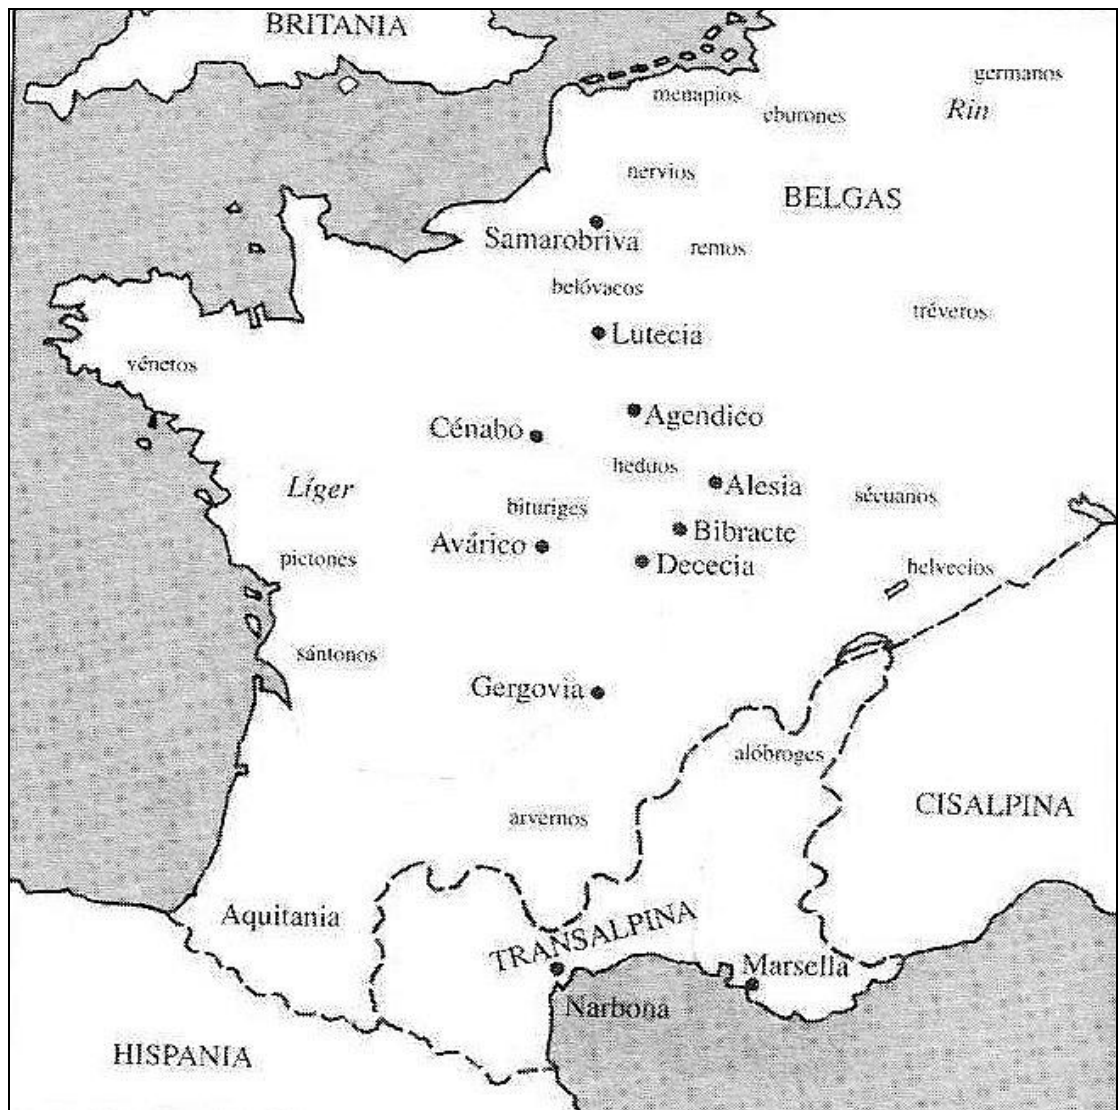 BRITANIA
germanos
menapios
Rin
eburones
nervios
BELGAS
Samarobriva
remos
belóvacos
tréveros
Lutecia
vénetos
Agendico
Cénabo
heduos
Líger
Alesia
sécuanos
bituriges
Bibracte
Avárico
pictones
Dececia
helvecios
sántonos
Gergovia
alóbroges
CISALPINA
arvernos
Aquitania
TRANSALPINA
Marsella
Narbona
HISPANIA